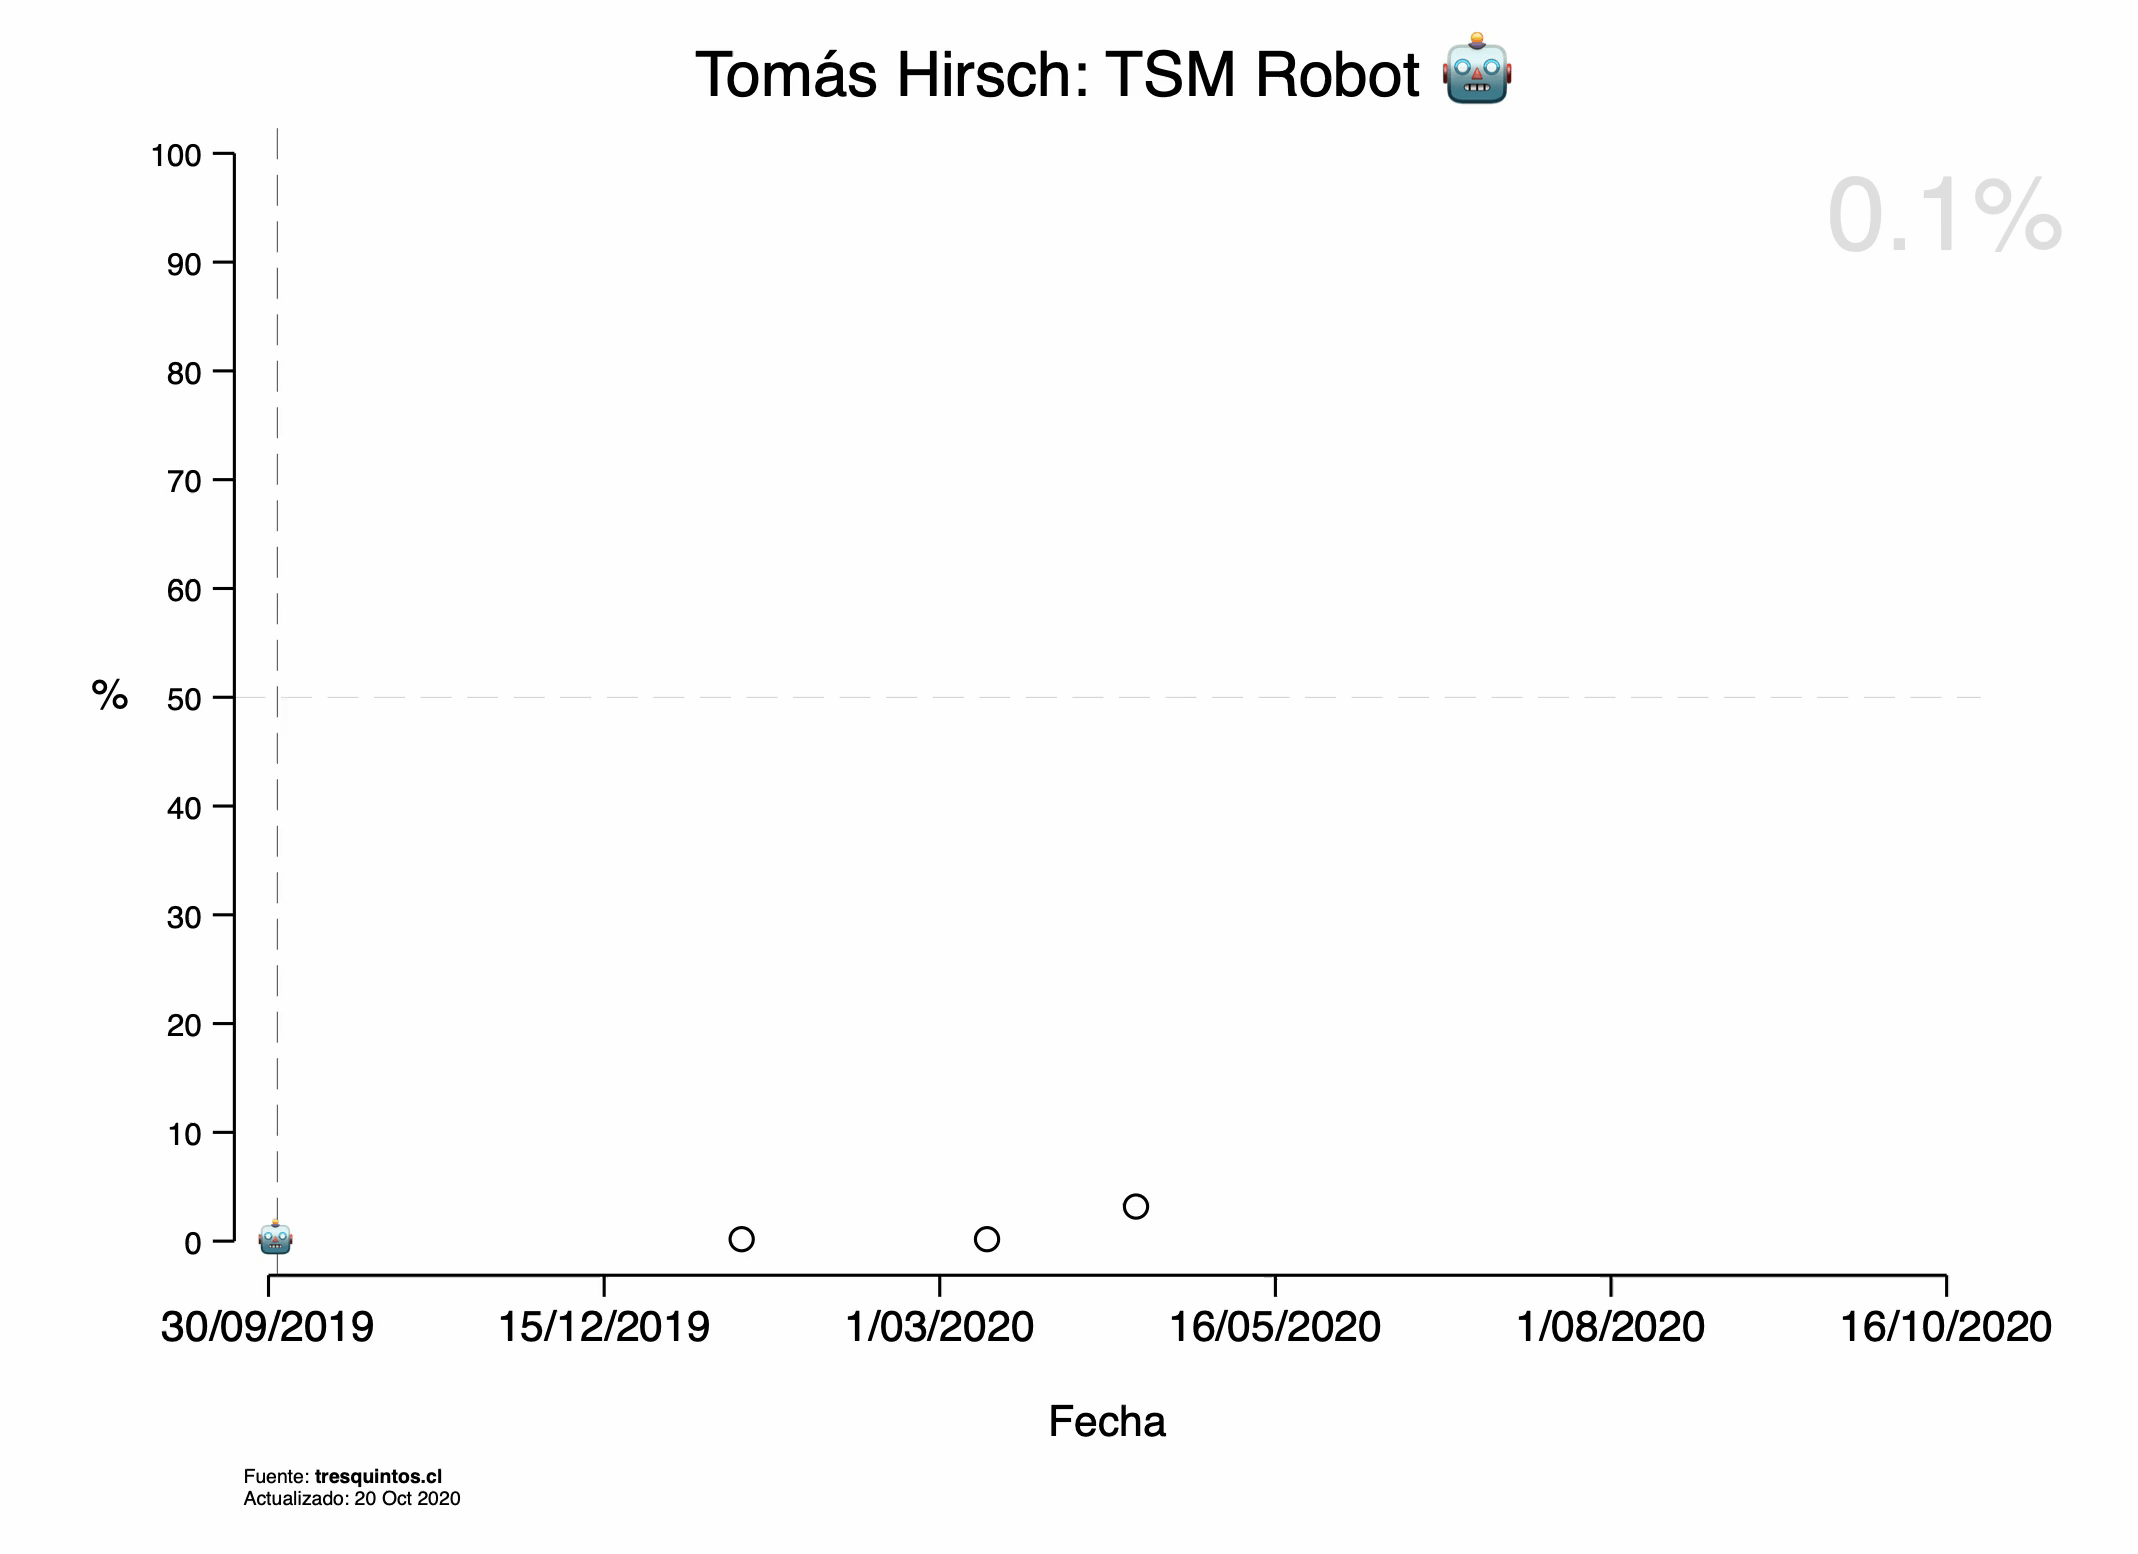 Tomás Hirsch: TSM Robot 🤖
0.1%
100
90
80
70
60
% 50
40
30
20
10
0
30/09/2019 15/12/2019 1/03/2020 16/05/2020 1/08/2020 16/10/2020
Fecha
Fuente: tresquintos.cl
Actualizado: 20 Oct 2020